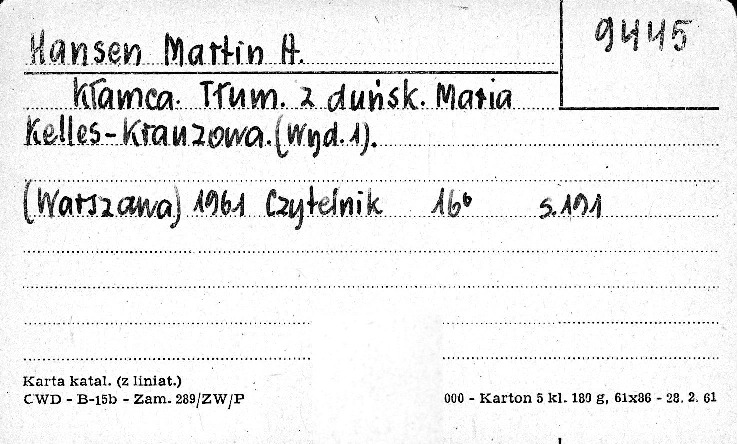 Hansen Martin A.
9445
Kłamca. Tłum. z duńsk. Maria
Kelles-Krauzowa. (Wyd. 1).
(Warszawa) 1961 Czytelnik 16° s. 191
Karta katal. (z liniat.)
CWD - B-15b - Zam. 289/ZW/P
000 - Karton 5 kl. 180 g, 61x86 - 28. 2. 61